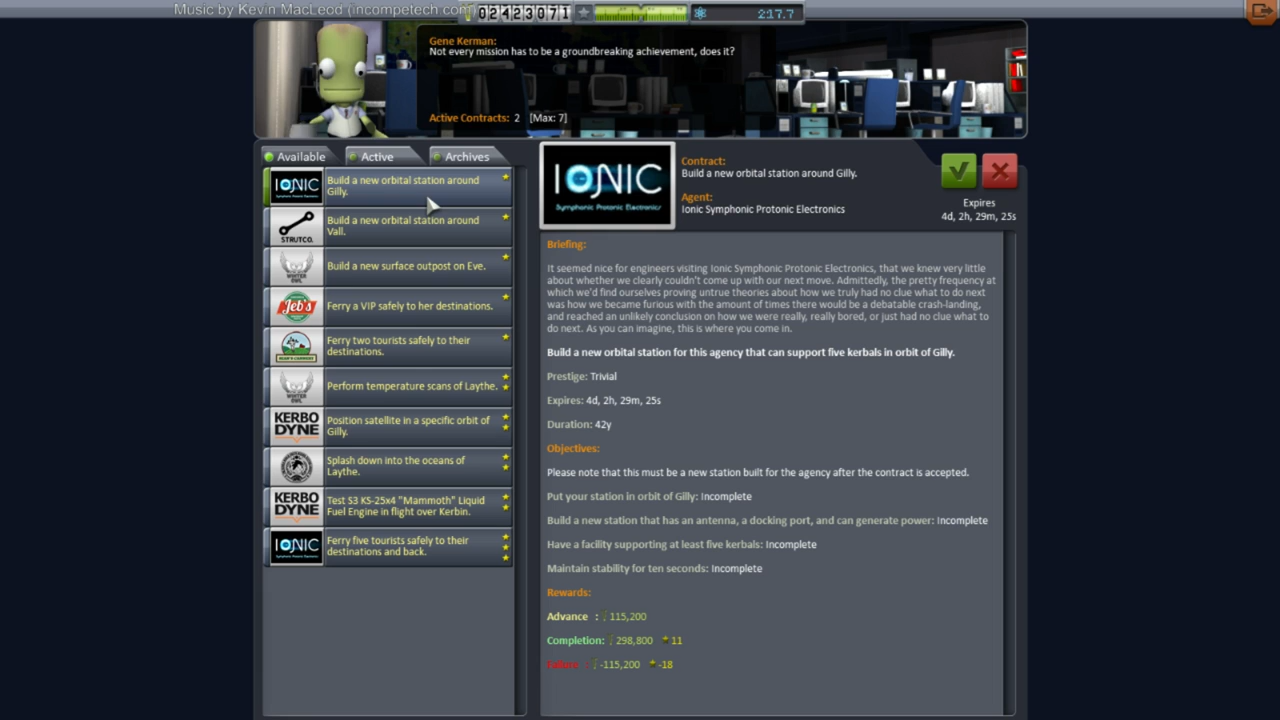 Music by Kevin MacLeod (incompetech.com)
02423071
217.7
Gene Kerman:
Not every mission has to be a groundbreaking achievement, does it?
Active Contracts: 2 [Max: 7]
Available
Active
Archives
IONIC
Build a new orbital station around
Gilly.
STRUTCO.
Build a new orbital station around
Vall.
WINTER
OWL
Build a new surface outpost on Eve.
Jeb's
Ferry a VIP safely to her destinations.
Ferry two tourists safely to their
destinations.
WINTER
OWL
Perform temperature scans of Laythe.
KERBO
DYNE
Position satellite in a specific orbit of
Gilly.
Splash down into the oceans of
Laythe.
KERBO
DYNE
Test S3 KS-25x4 "Mammoth" Liquid
Fuel Engine in flight over Kerbin.
IONIC
Ferry five tourists safely to their
destinations and back.
IONIC
Symphonic Protonic Electronics
Contract:
Build a new orbital station around Gilly.
Agent:
Ionic Symphonic Protonic Electronics
Expires
4d, 2h, 29m, 25s
Briefing:
It seemed nice for engineers visiting Ionic Symphonic Protonic Electronics, that we knew very little
about whether we clearly couldn't come up with our next move. Admittedly, the pretty frequency at
which we'd find ourselves proving untrue theories about how we truly had no clue what to do next
was how we became furious with the amount of times there would be a debatable crash-landing,
and reached an unlikely conclusion on how we were really, really bored, or just had no clue what to
do next. As you can imagine, this is where you come in.
Build a new orbital station for this agency that can support five kerbals in orbit of Gilly.
Prestige: Trivial
Expires: 4d, 2h, 29m, 25s
Duration: 42y
Objectives:
Please note that this must be a new station built for the agency after the contract is accepted.
Put your station in orbit of Gilly: Incomplete
Build a new station that has an antenna, a docking port, and can generate power: Incomplete
Have a facility supporting at least five kerbals: Incomplete
Maintain stability for ten seconds: Incomplete
Rewards:
Advance : 115,200
Completion: 298,800 11
Failure : -115,200 -18